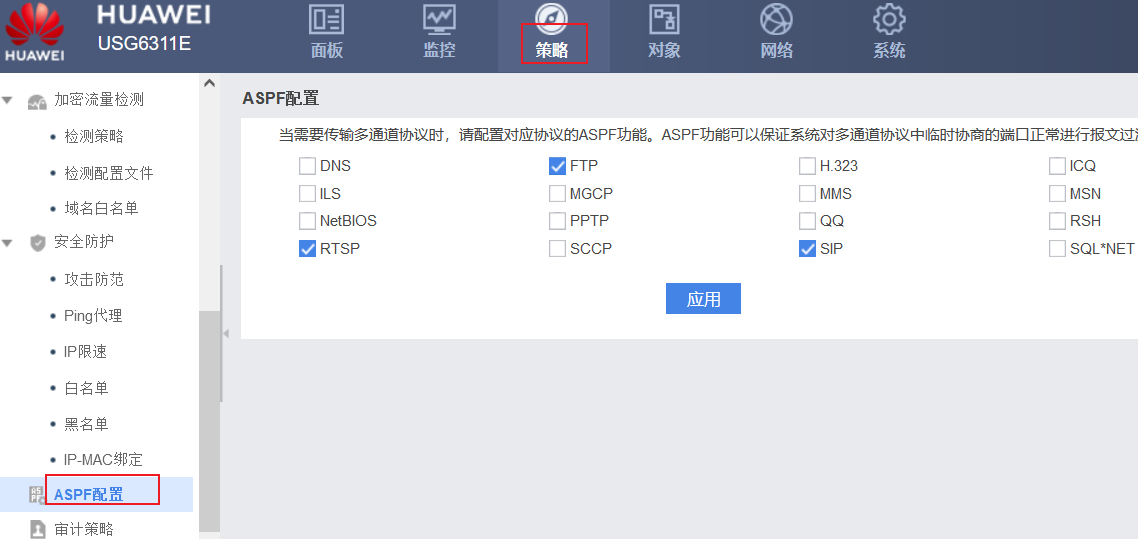 HUAWEI
HUAWEI
USG6311E
面板
监控
策略
对象
网络
系统
加密流量检测
检测策略
检测配置文件
域名白名单
安全防护
攻击防范
Ping代理
IP限速
白名单
黑名单
IP-MAC绑定
ASPF配置
审计策略
ASPF配置
当需要传输多通道协议时，请配置对应协议的ASPF功能。ASPF功能可以保证系统对多通道协议中临时协商的端口正常进行报文过
DNS FTP H.323 ICQ
ILS MGCP MMS MSN
NetBIOS PPTP QQ RSH
RTSP SCCP SIP SQL*NET
应用